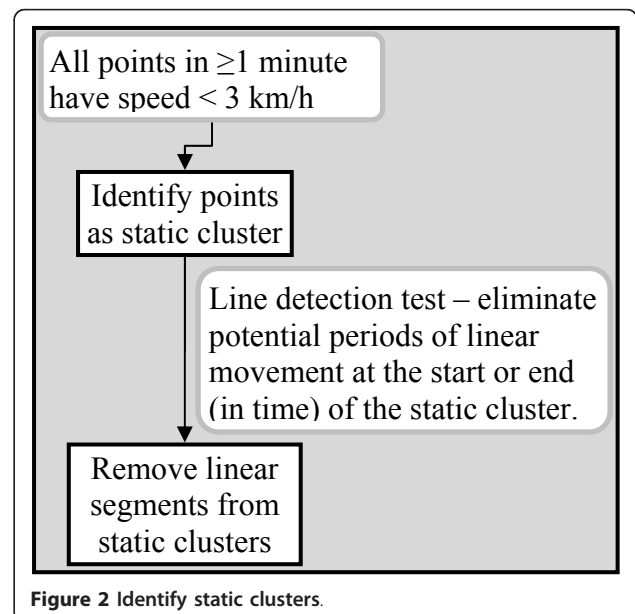 All points in ≥1 minute
have speed < 3 km/h
Identify points
as static cluster
Line detection test – eliminate
potential periods of linear
movement at the start or end
(in time) of the static cluster.
Remove linear
segments from
static clusters
Figure 2 Identify static clusters.